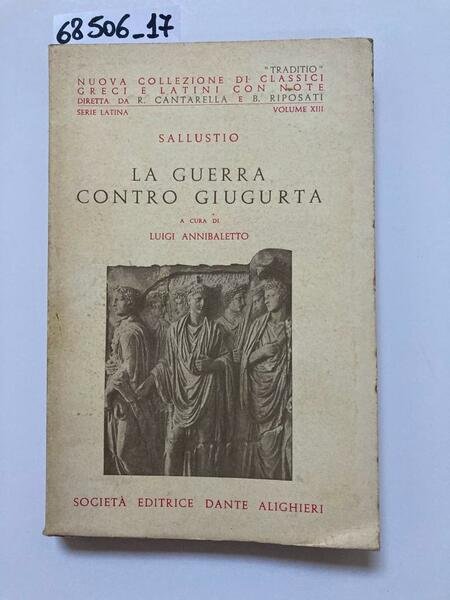 68506_17
"TRADITIO"
NUOVA COLLEZIONE DI CLASSICI
GRECI E LATINI CON NOTE
DIRETTA DA R. CANTARELLA E B. RIPOSATI
SERIE LATINA VOLUME XIII
SALLUSTIO
LA GUERRA
CONTRO GIUGURTA
A CURA DI
LUIGI ANNIBALETTO
SOCIETÀ EDITRICE DANTE ALIGHIERI